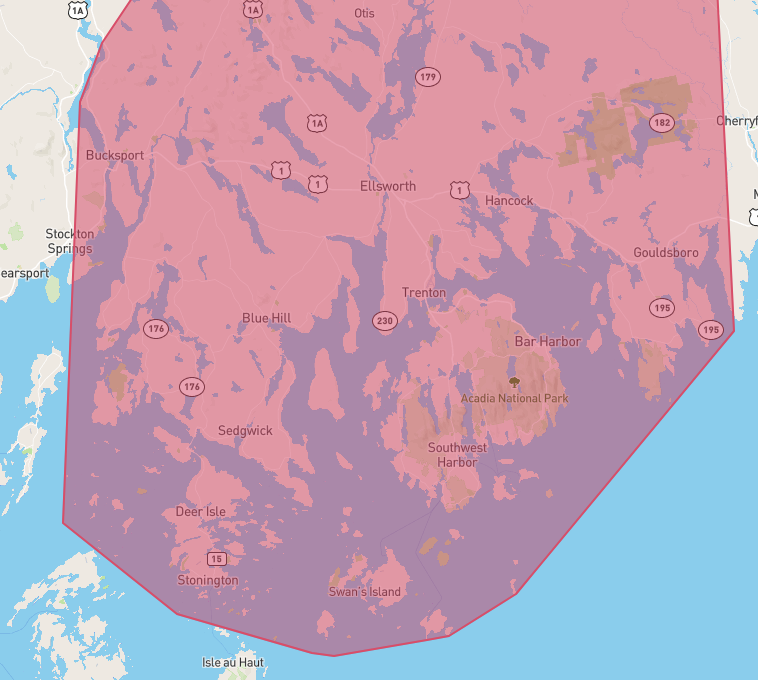 1A
1A
Otis
179
1A
182
Cherryf
Bucksport
1
1
Ellsworth
1
Hancock
Stockton
Springs
Gouldsboro
earsport
Trenton
195
176
Blue Hill
230
195
Bar Harbor
176
Acadia National Park
Sedgwick
Southwest
Harbor
Deer Isle
15
Stonington
Swan's Island
Isle au Haut